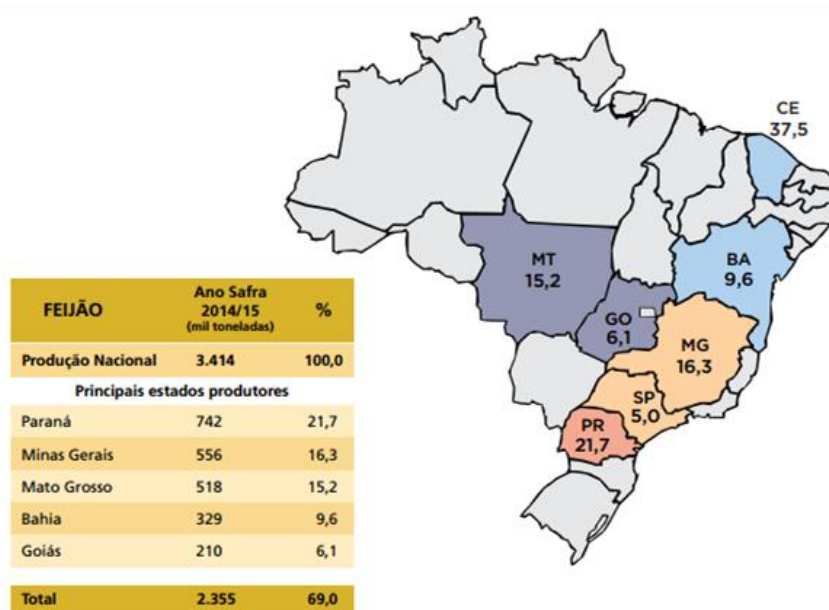 CE
37,5
MT
15,2
BA
9,6
GO
6,1
MG
16,3
SP
5,0
PR
21,7
FEIJÃO
Ano Safra
2014/15
(mil toneladas)
%
Produção Nacional 3.414 100,0
Principais estados produtores
Paraná 742 21,7
Minas Gerais 556 16,3
Mato Grosso 518 15,2
Bahia 329 9,6
Goiás 210 6,1
Total 2.355 69,0